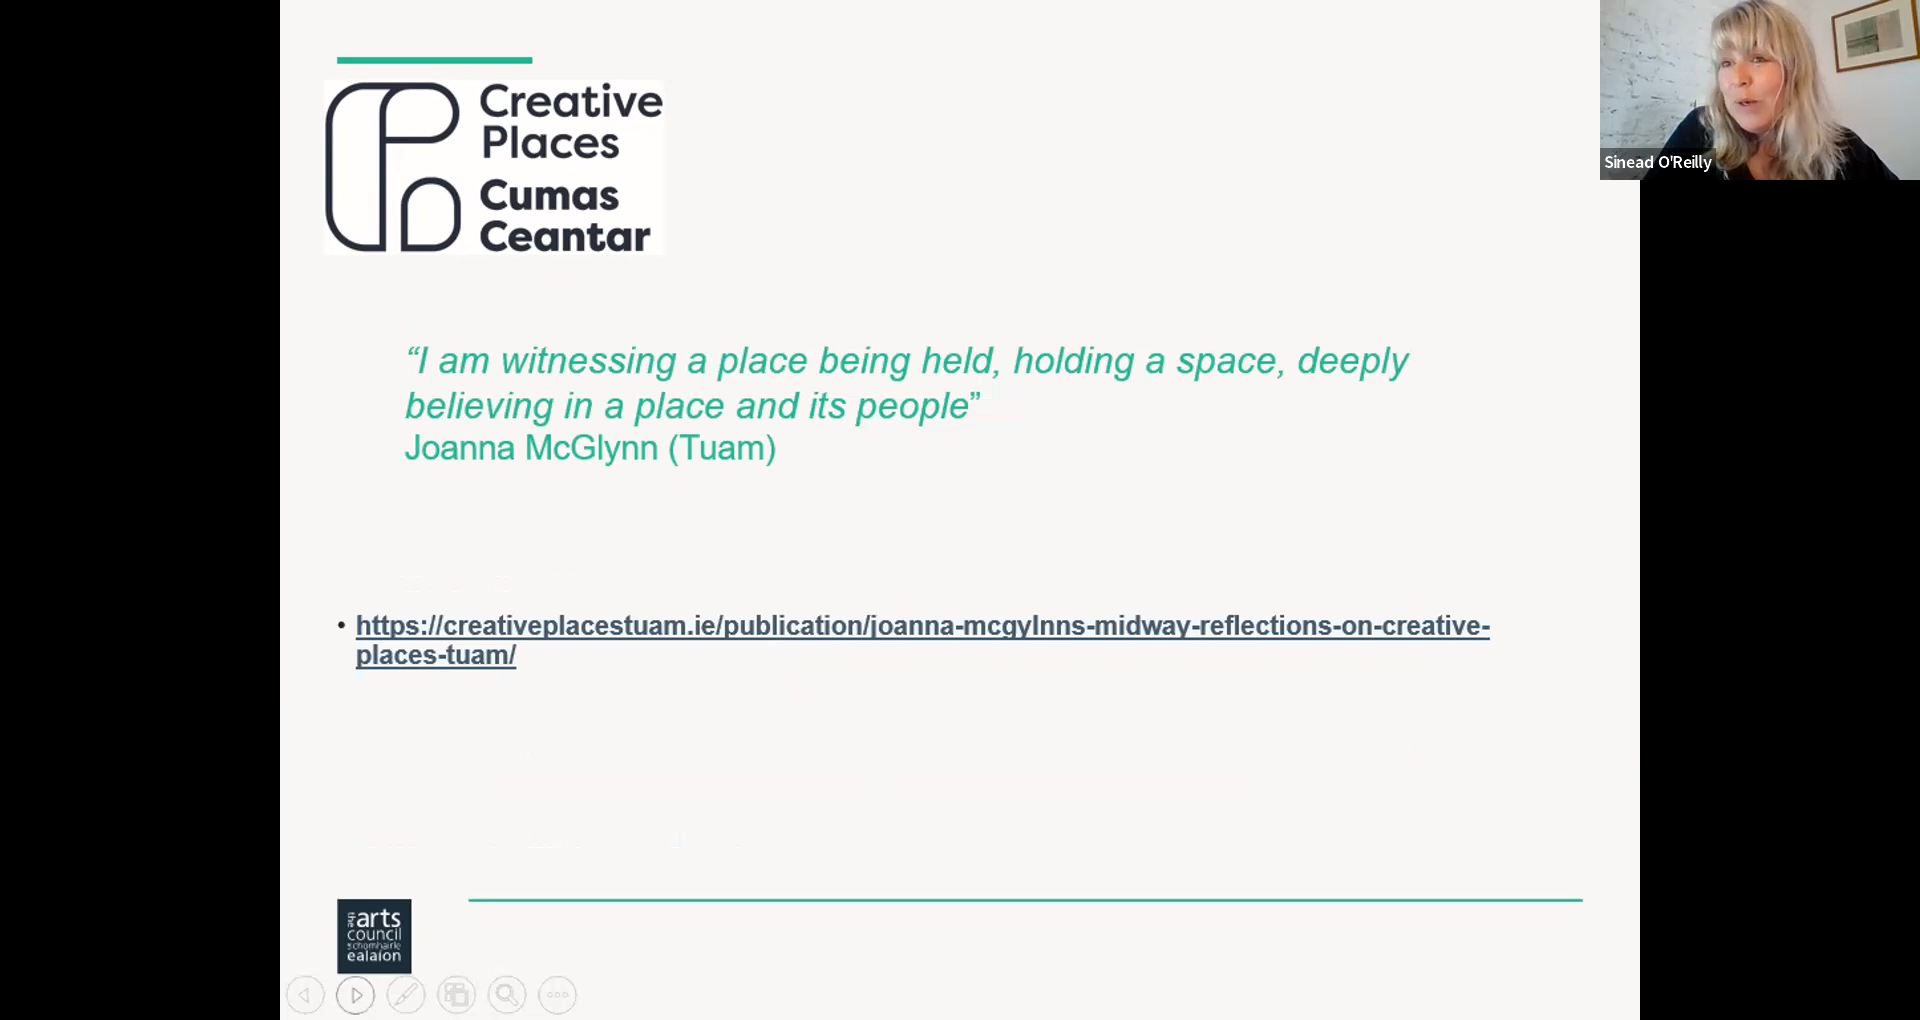 Creative
Places
Cumas
Ceantar
Sinead O'Reilly
“I am witnessing a place being held, holding a space, deeply
believing in a place and its people”
Joanna McGlynn (Tuam)
• https://creativeplacestuam.ie/publication/joanna-mcgylnns-midway-reflections-on-creative-
places-tuam/
the arts
council
schomhairle
ealaíon